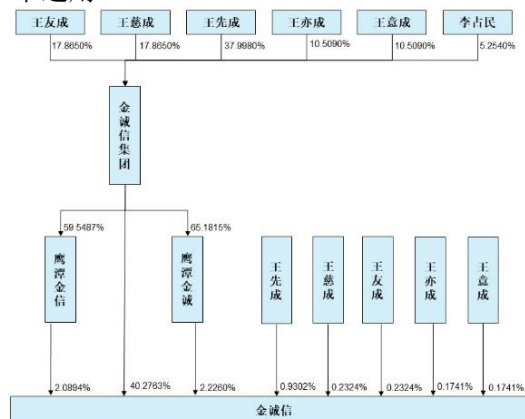 王友成 王慈成 王先成 王亦成 王意成 李占民
17.8650% 17.8650% 37.9980% 10.5090% 10.5090% 5.2540%
金诚信集团
59.5487% 65.1815%
鹰潭金信 鹰潭金诚 王先成 王慈成 王友成 王亦成 王意成
2.0894% 40.2763% 2.2260% 0.9302% 0.2324% 0.2324% 0.1741% 0.1741%
金诚信